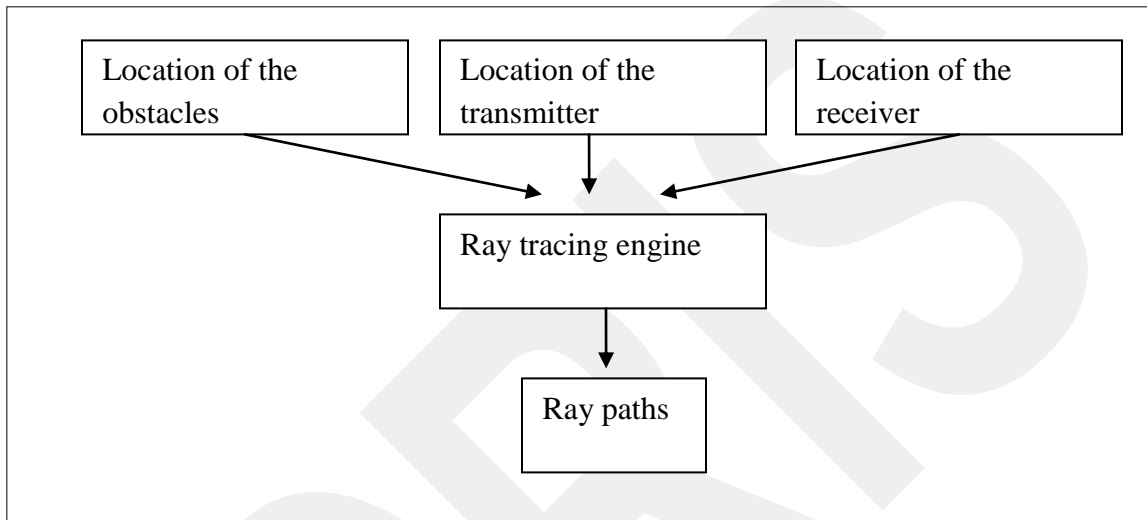 Location of the
obstacles
Location of the
transmitter
Location of the
receiver
Ray tracing engine
Ray paths